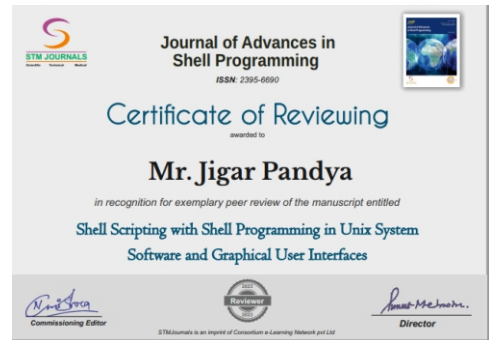 STM JOURNALS
Scientific Technical Medical
Journal of Advances in
Shell Programming
ISSN: 2395-6690
Certificate of Reviewing
awarded to
Mr. Jigar Pandya
in recognition for exemplary peer review of the manuscript entitled
Shell Scripting with Shell Programming in Unix System
Software and Graphical User Interfaces
Commissioning Editor
2022
Reviewer
2022
Director
STMJournals is an imprint of Consortium e-Learning Network pvt Ltd